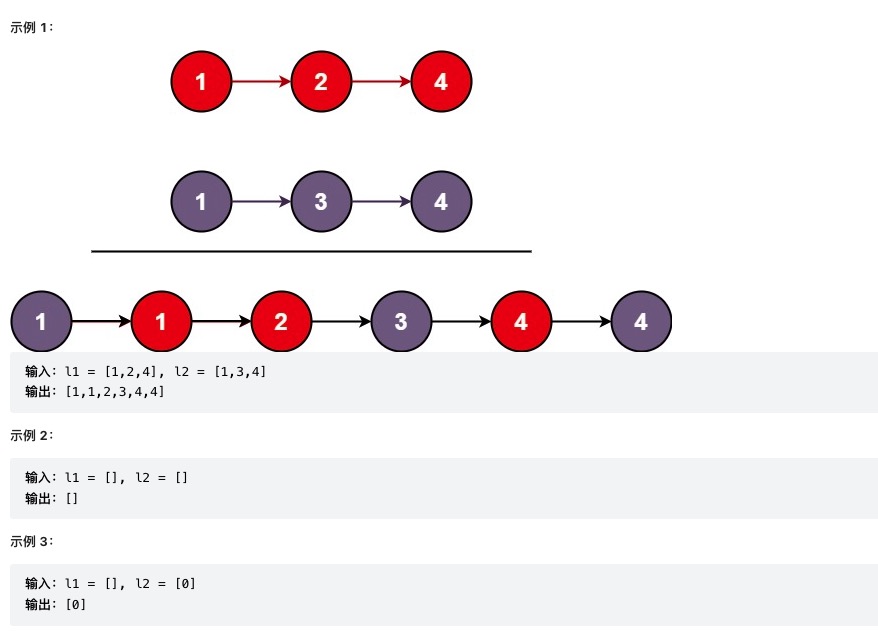 示例 1:
1 2 4
1 3 4
1 1 2 3 4 4
输入: l1 = [1,2,4], l2 = [1,3,4]
输出: [1,1,2,3,4,4]
示例 2:
输入: l1 = [], l2 = []
输出: []
示例 3:
输入: l1 = [], l2 = [0]
输出: [0]